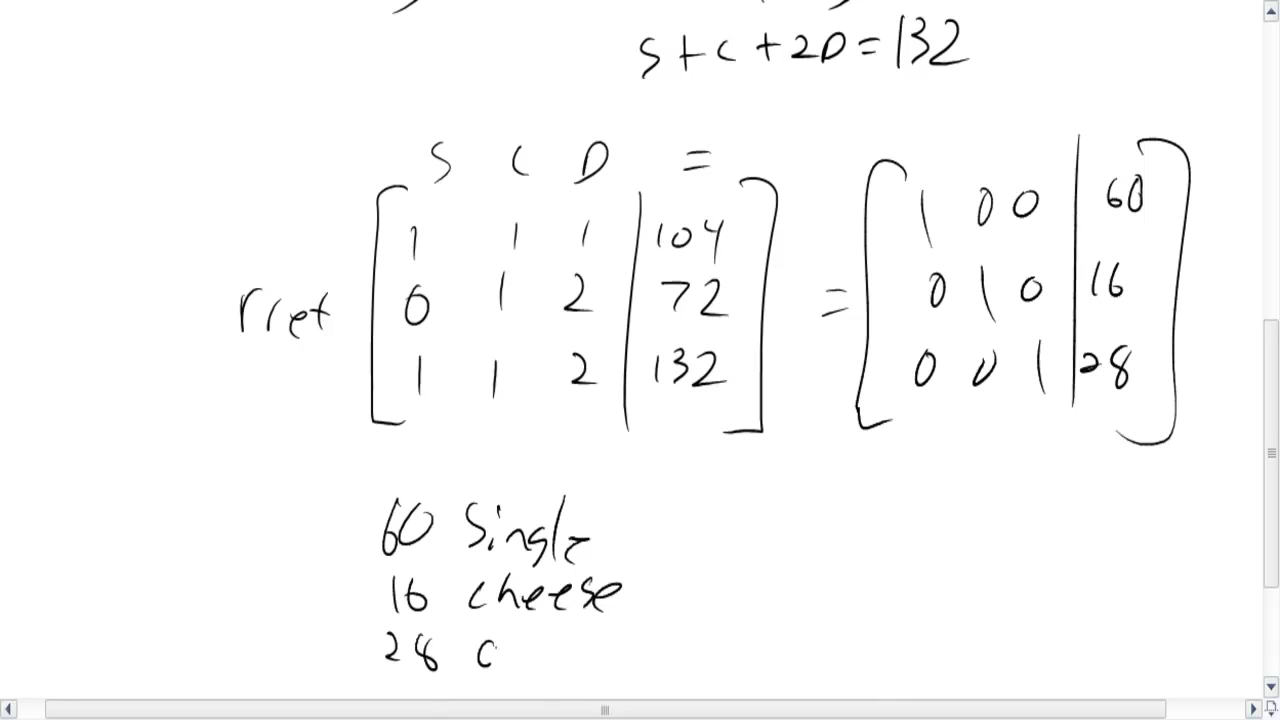 S + C + 2D = 132
S C D =
1 1 1 | 104 1 0 0 | 60
rref 0 1 2 | 72 = 0 1 0 | 16
1 1 2 | 132 0 0 1 | 28
60 Single
16 cheese
28 c